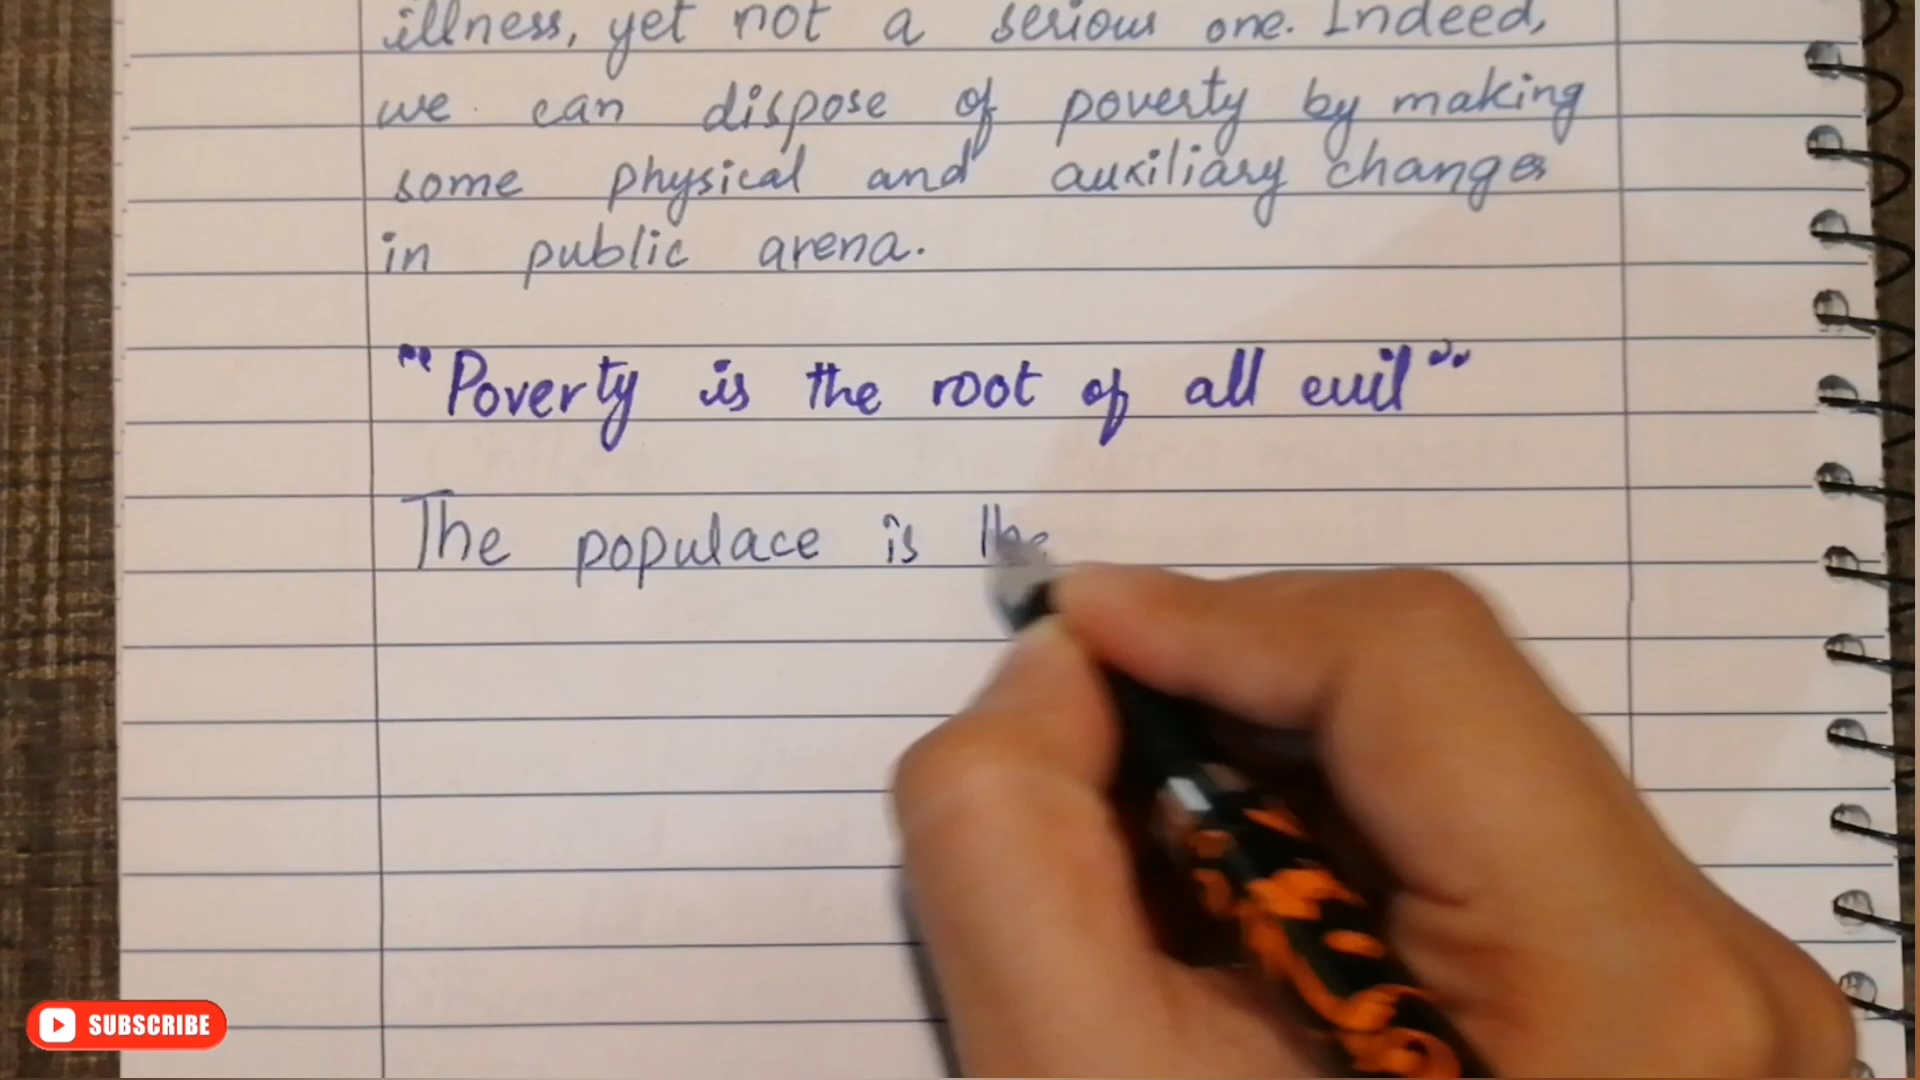 illness, yet not a serious one. Indeed,
we can dispose of poverty by making
some physical and auxiliary changes
in public arena.
"Poverty is the root of all evil"
The populace is the
SUBSCRIBE